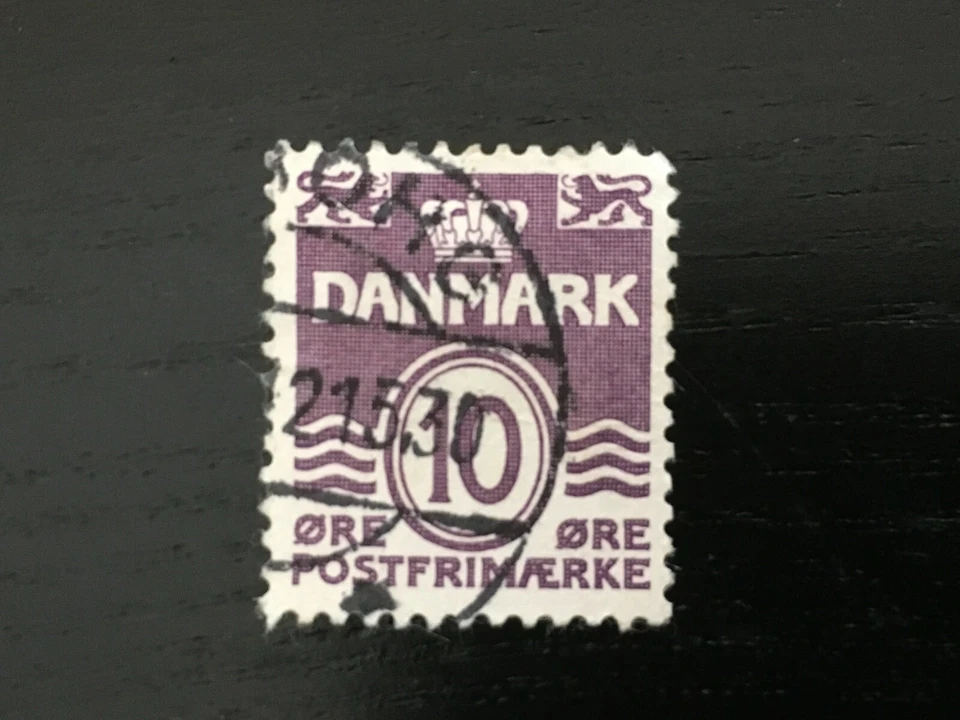 DANMARK
21.5.30
10
ØRE ØRE
POSTFRIMÆRKE